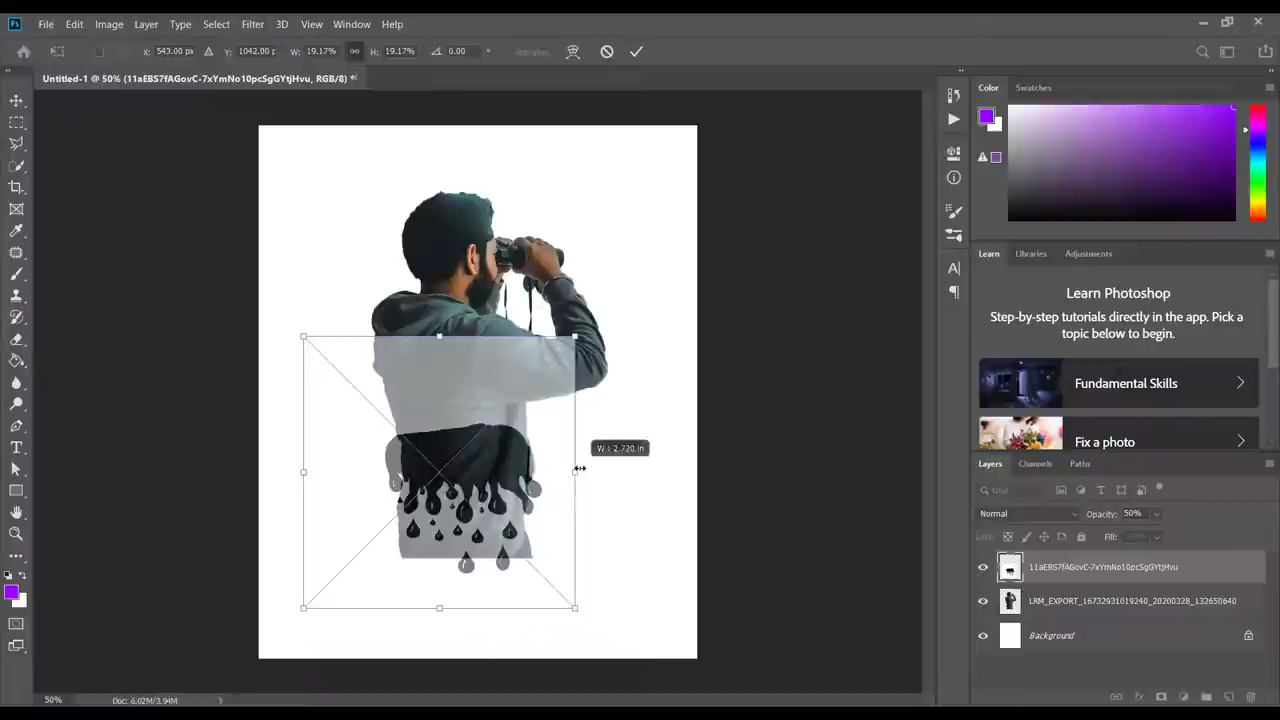 Ps File Edit Image Layer Type Select Filter 3D View Window Help
X: 543.00 px Y: 1042.00 p W: 19.17% H: 19.17% 0.00 °
Untitled-1 @ 50% (11aEBS7fAGovC-7xYmNo10pcSgGYtjHvu, RGB/8) *
Color Swatches
Learn Libraries Adjustments
Learn Photoshop
Step-by-step tutorials directly in the app. Pick a
topic below to begin.
Fundamental Skills
Fix a photo
W : 2.720 in
Layers Channels Paths
Kind
Normal Opacity: 50%
Fill:
11aEBS7fAGovC-7xYmNo10pcSgGYtjHvu
LRM_EXPORT_16732931019240_20200328_132650640
Background
50% Doc: 6.02M/3.94M